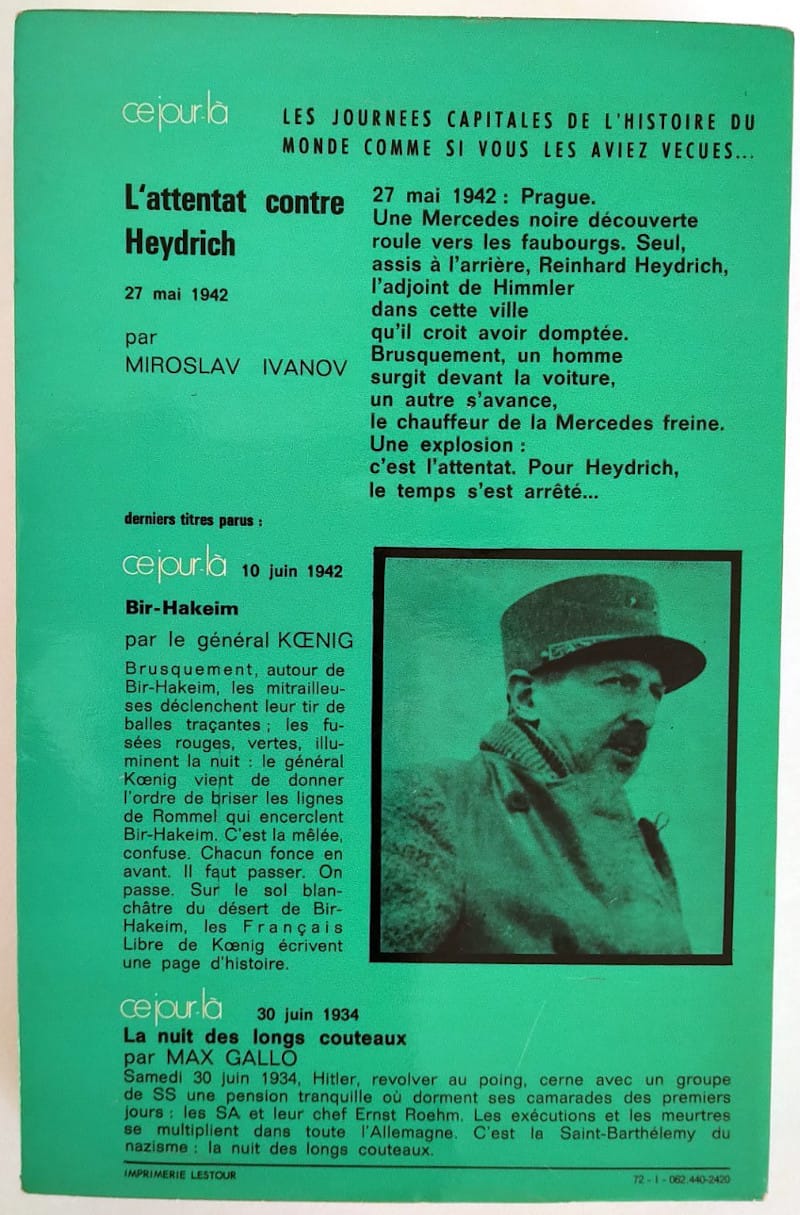 ce jour-là
LES JOURNEES CAPITALES DE L'HISTOIRE DU
MONDE COMME SI VOUS LES AVIEZ VECUES...
L'attentat contre
Heydrich
27 mai 1942
par
MIROSLAV IVANOV
27 mai 1942 : Prague.
Une Mercedes noire découverte
roule vers les faubourgs. Seul,
assis à l'arrière, Reinhard Heydrich,
l'adjoint de Himmler
dans cette ville
qu'il croit avoir domptée.
Brusquement, un homme
surgit devant la voiture,
un autre s'avance,
le chauffeur de la Mercedes freine.
Une explosion :
c'est l'attentat. Pour Heydrich,
le temps s'est arrêté...
derniers titres parus :
ce jour-là 10 juin 1942
Bir-Hakeim
par le général KŒNIG
Brusquement, autour de
Bir-Hakeim, les mitrailleu-
ses déclenchent leur tir de
balles traçantes ; les fu-
sées rouges, vertes, illu-
minent la nuit : le général
Kœnig vient de donner
l'ordre de briser les lignes
de Rommel qui encerclent
Bir-Hakeim. C'est la mêlée,
confuse. Chacun fonce en
avant. Il faut passer. On
passe. Sur le sol blan-
châtre du désert de Bir-
Hakeim, les Français
Libre de Kœnig écrivent
une page d'histoire.
ce jour-là 30 juin 1934
La nuit des longs couteaux
par MAX GALLO
Samedi 30 juin 1934, Hitler, revolver au poing, cerne avec un groupe
de SS une pension tranquille où dorment ses camarades des premiers
jours : les SA et leur chef Ernst Roehm. Les exécutions et les meurtres
se multiplient dans toute l'Allemagne. C'est la Saint-Barthélemy du
nazisme : la nuit des longs couteaux.
IMPRIMERIE LESTOUR
72 - I - 062.440-2420